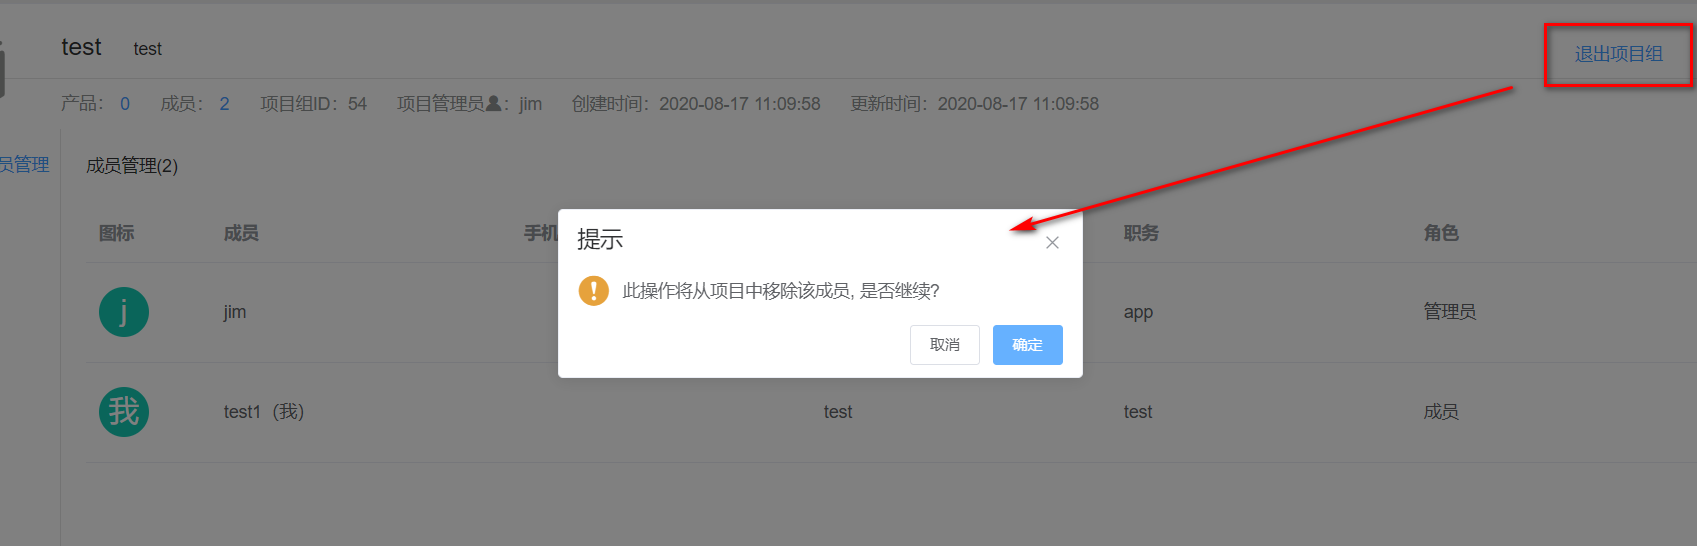 test test
退出项目组
产品： 0 成员： 2 项目组ID：54 项目管理员：jim 创建时间：2020-08-17 11:09:58 更新时间：2020-08-17 11:09:58
员管理
成员管理(2)
图标 成员 手机 职务 角色
提示
此操作将从项目中移除该成员, 是否继续?
取消 确定
j jim app 管理员
我 test1（我） test test 成员